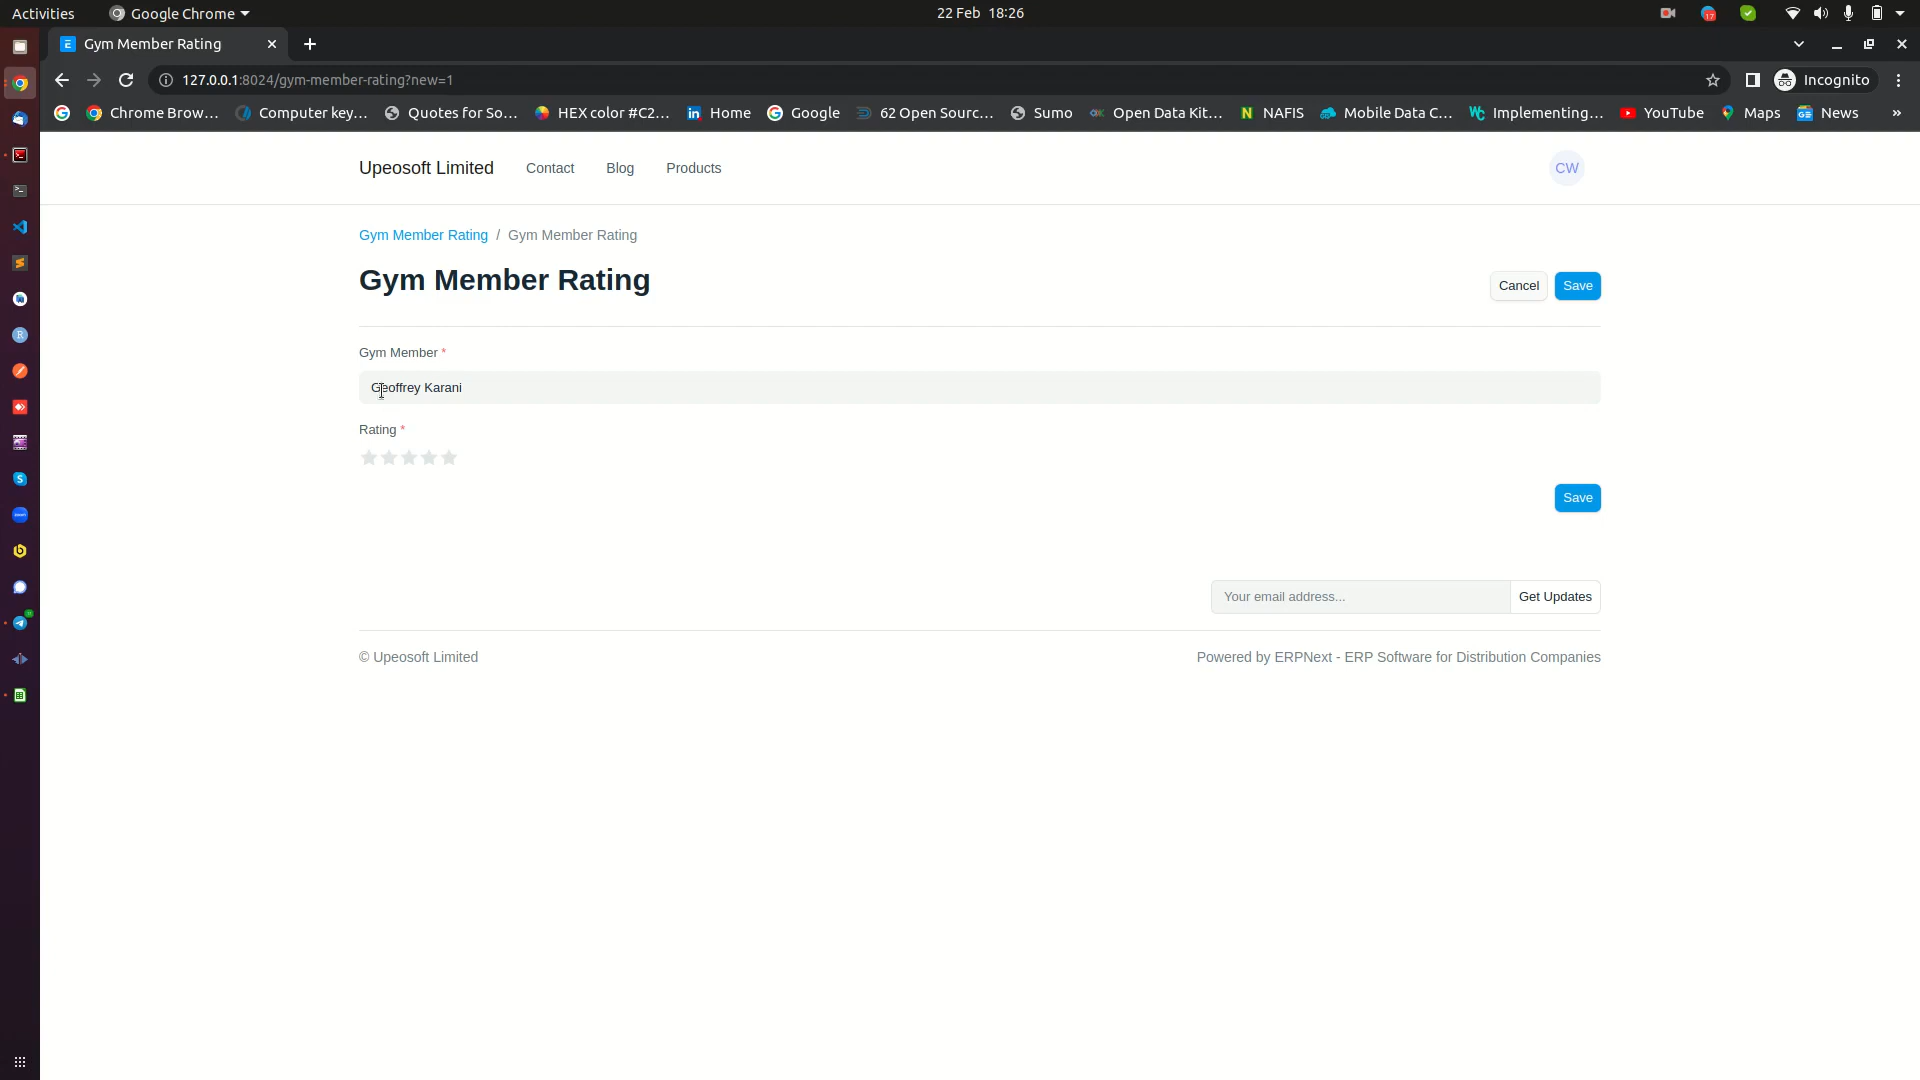 Activities
Google Chrome
22 Feb 18:26
17
Gym Member Rating
127.0.0.1:8024/gym-member-rating?new=1
Incognito
Chrome Brow...
Computer key...
Quotes for So...
HEX color #C2...
Home
Google
62 Open Sourc...
Sumo
Open Data Kit...
NAFIS
Mobile Data C...
Implementing...
YouTube
Maps
News
»
Upeosoft Limited
Contact
Blog
Products
CW
Gym Member Rating / Gym Member Rating
Gym Member Rating
Cancel
Save
Gym Member *
Geoffrey Karani
Rating *
Save
Your email address...
Get Updates
© Upeosoft Limited
Powered by ERPNext - ERP Software for Distribution Companies